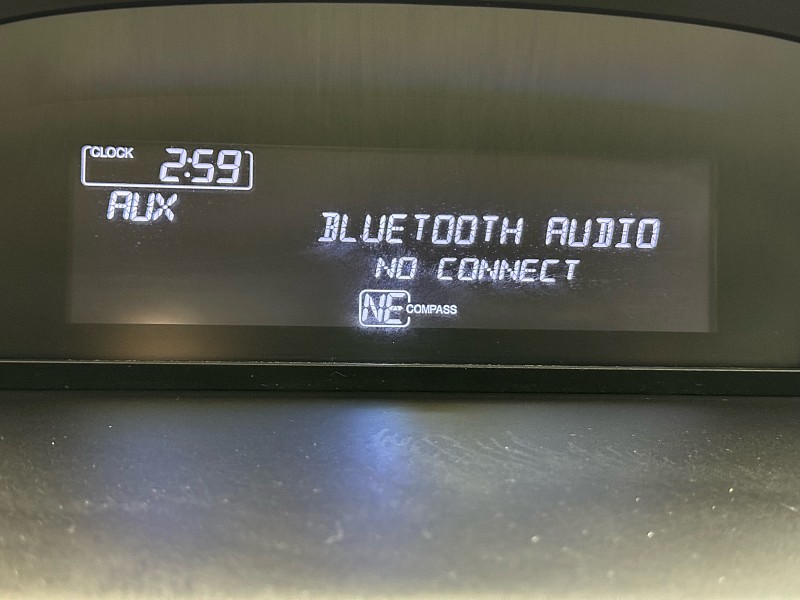 CLOCK 2:59
AUX
BLUETOOTH AUDIO
NO CONNECT
NE COMPASS